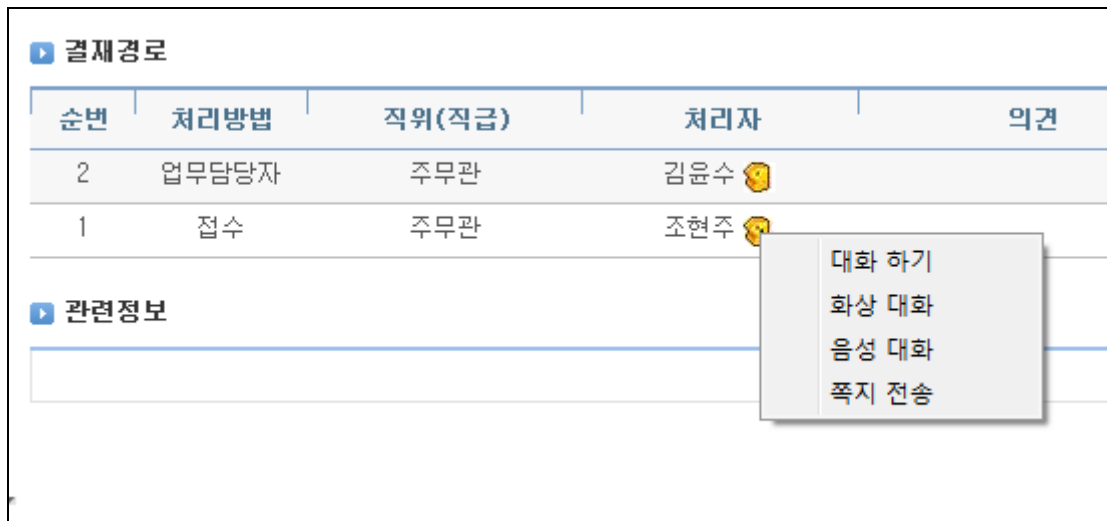 결재경로
순번 처리방법 직위(직급) 처리자 의견
2 업무담당자 주무관 김윤수
1 접수 주무관 조현주
대화 하기
화상 대화
음성 대화
쪽지 전송
관련정보